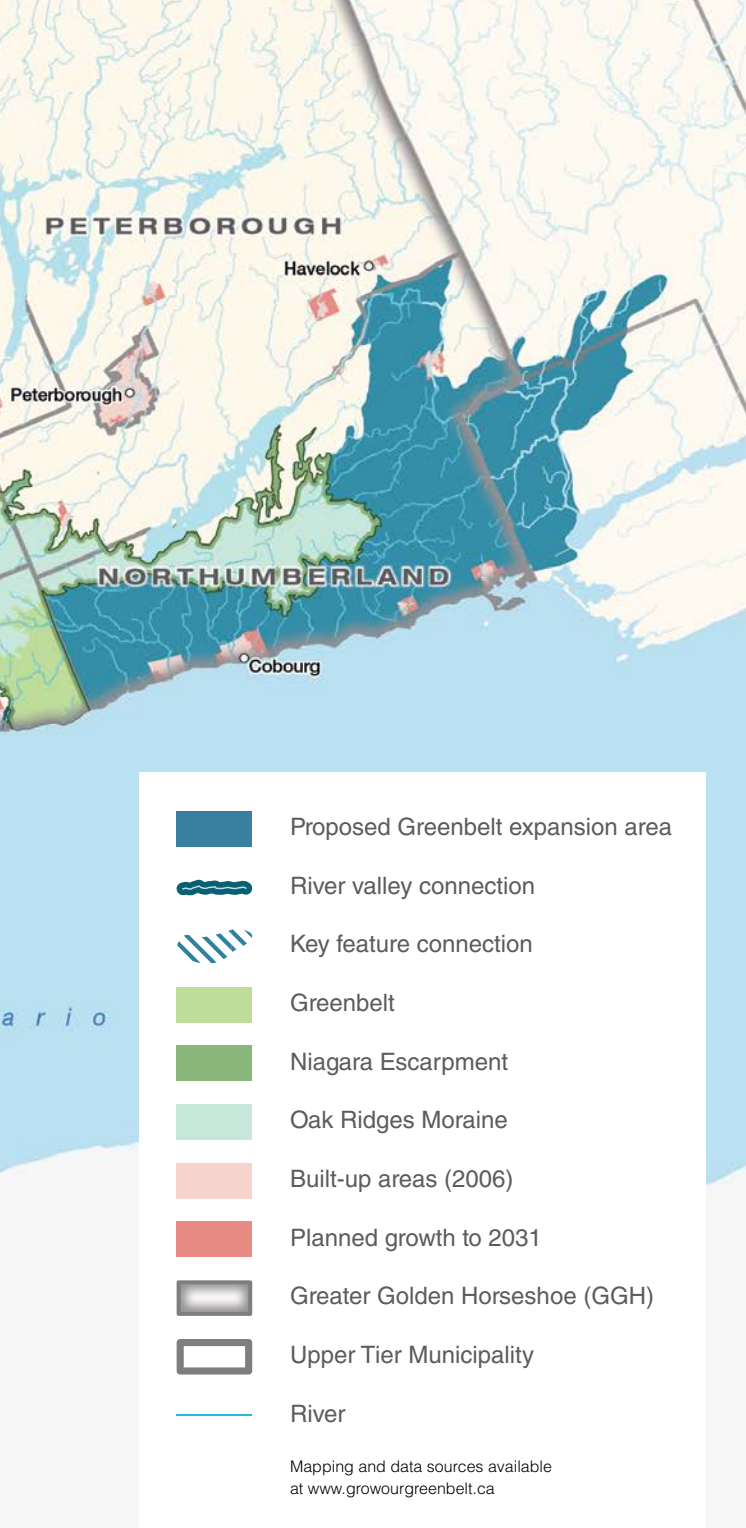 PETERBOROUGH
Havelock
Peterborough
NORTHUMBERLAND
Cobourg
ario
Proposed Greenbelt expansion area
River valley connection
Key feature connection
Greenbelt
Niagara Escarpment
Oak Ridges Moraine
Built-up areas (2006)
Planned growth to 2031
Greater Golden Horseshoe (GGH)
Upper Tier Municipality
River
Mapping and data sources available
at www.growourgreenbelt.ca